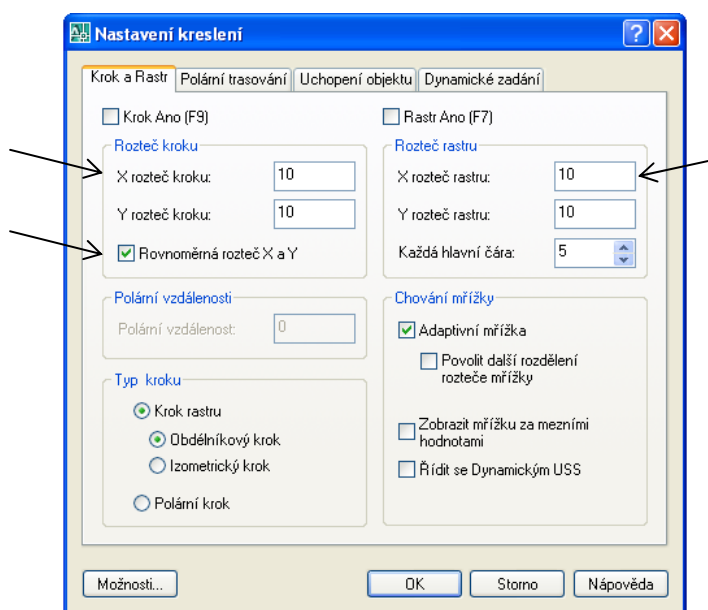 Nastavení kreslení
Krok a Rastr
Polární trasování
Uchopení objektu
Dynamické zadání
Krok Ano (F9)
Rozteč kroku
X rozteč kroku:
10
Y rozteč kroku:
10
Rovnoměrná rozteč X a Y
Polární vzdálenosti
Polární vzdálenost:
0
Typ kroku
Krok rastru
Obdélníkový krok
Izometrický krok
Polární krok
Rastr Ano (F7)
Rozteč rastru
X rozteč rastru:
10
Y rozteč rastru:
10
Každá hlavní čára:
5
Chování mřížky
Adaptivní mřížka
Povolit další rozdělení
rozteče mřížky
Zobrazit mřížku za mezními
hodnotami
Řídit se Dynamickým USS
Možnosti...
OK
Storno
Nápověda